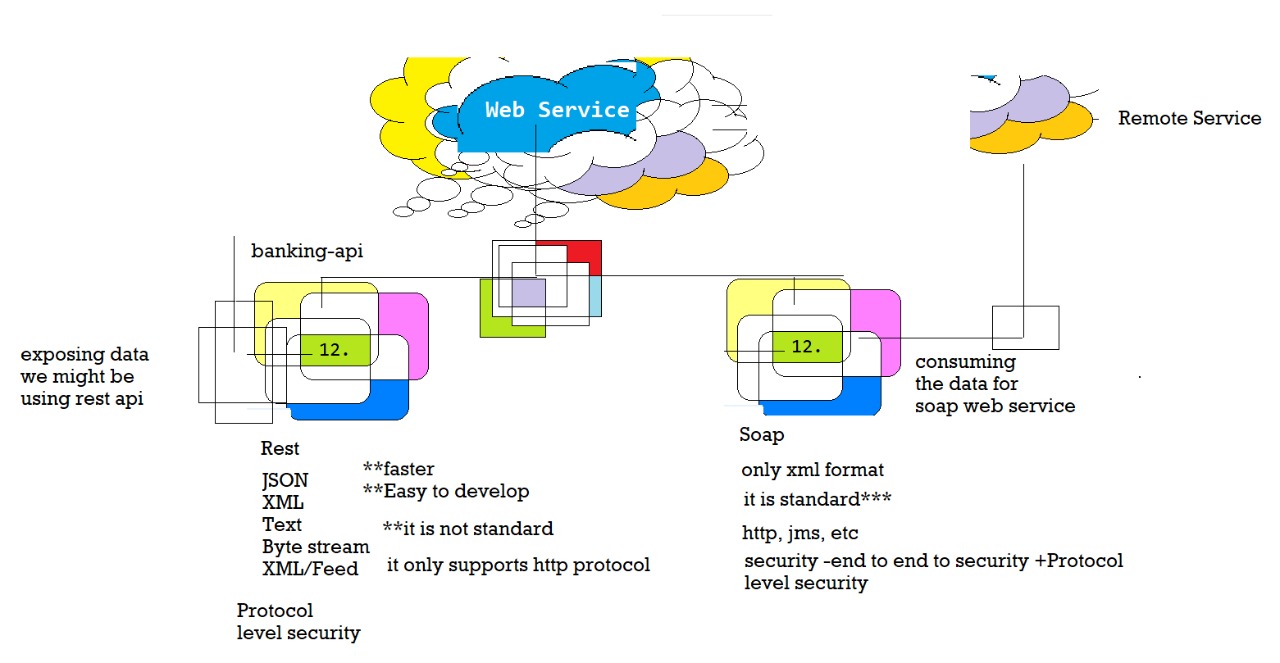 Web Service
Remote Service
banking-api
12.
12.
exposing data
we might be
using rest api
consuming
the data for
soap web service
Rest
JSON
XML
Text
Byte stream
XML/Feed
**faster
**Easy to develop
**it is not standard
it only supports http protocol
Protocol
level security
Soap
only xml format
it is standard***
http, jms, etc
security -end to end to security +Protocol
level security